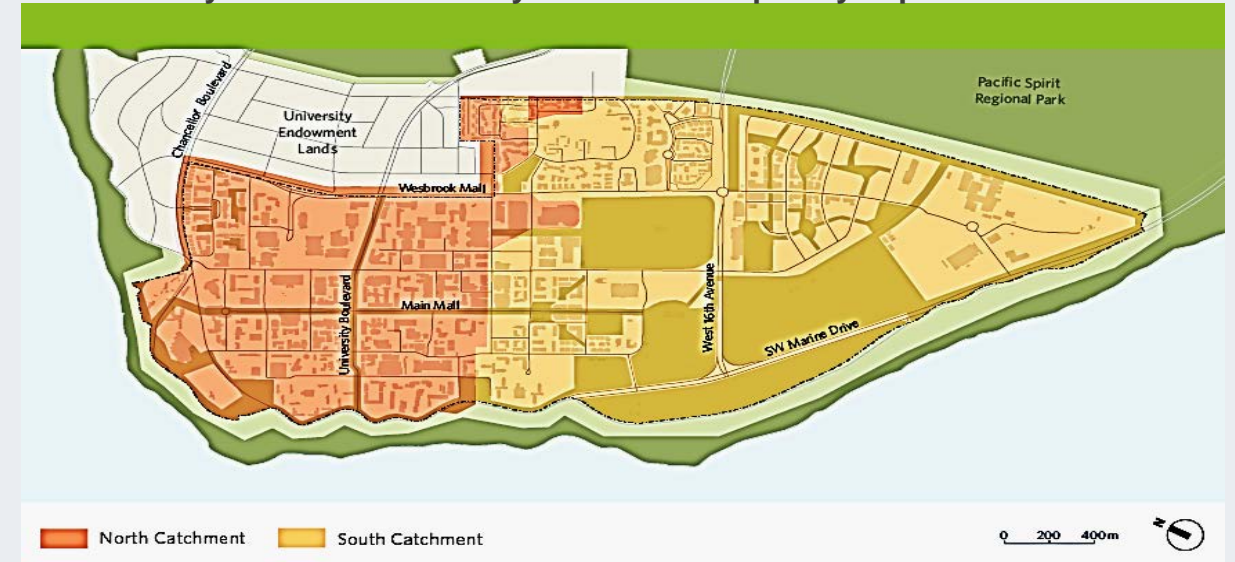 Chancellor Boulevard
University
Endowment
Lands
Pacific Spirit
Regional Park
Wesbrook Mall
University Boulevard
Main Mall
West 16th Avenue
SW Marine Drive
North Catchment
South Catchment
0 200 400m
N